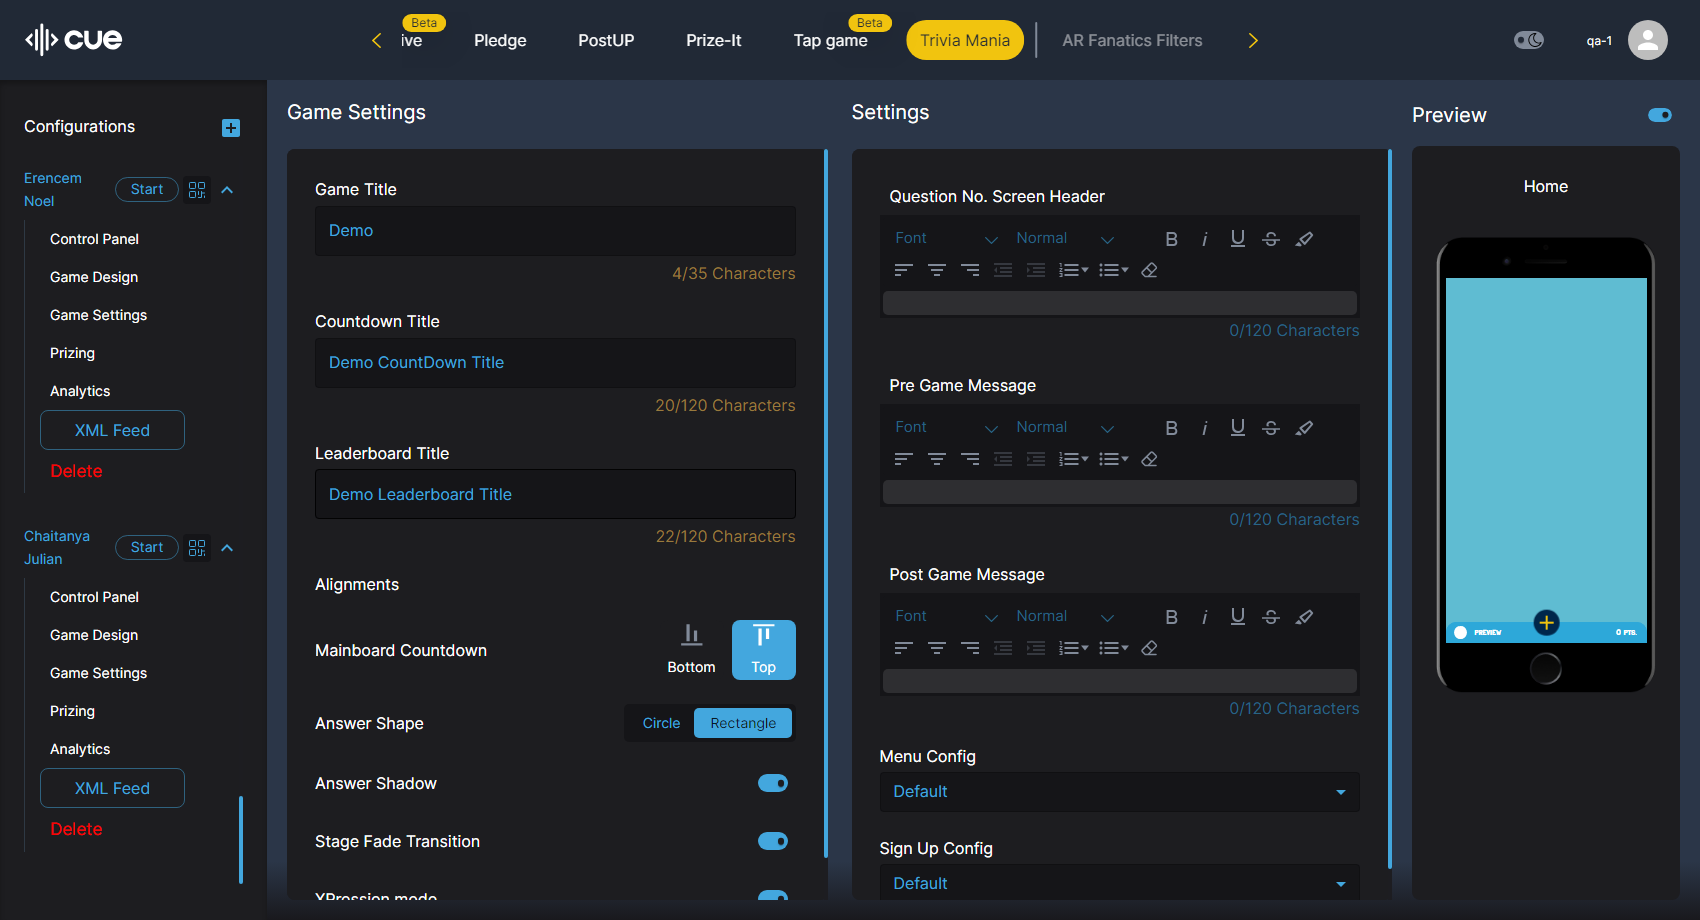 cue
Beta
ive
Pledge
PostUP
Prize-It
Tap game
Beta
Trivia Mania
AR Fanatics Filters
qa-1
Configurations
Erencem
Noel
Start
Control Panel
Game Design
Game Settings
Prizing
Analytics
XML Feed
Delete
Chaitanya
Julian
Start
Control Panel
Game Design
Game Settings
Prizing
Analytics
XML Feed
Delete
Game Settings
Game Title
Demo
4/35 Characters
Countdown Title
Demo CountDown Title
20/120 Characters
Leaderboard Title
Demo Leaderboard Title
22/120 Characters
Alignments
Mainboard Countdown
Bottom
Top
Answer Shape
Circle
Rectangle
Answer Shadow
Stage Fade Transition
XPression mode
Settings
Question No. Screen Header
Font Normal B i U S
0/120 Characters
Pre Game Message
Font Normal B i U S
0/120 Characters
Post Game Message
Font Normal B i U S
0/120 Characters
Menu Config
Default
Sign Up Config
Default
Preview
Home
PREVIEW
0 PTS.